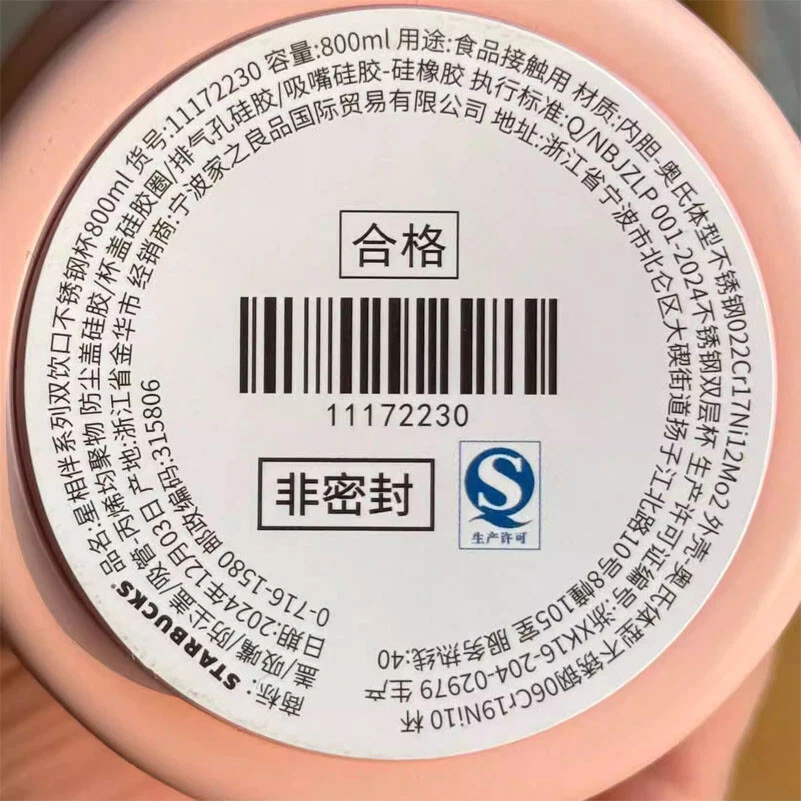 商标: STARBUCKS 品名:星相伴系列双饮口不锈钢杯800ml 货号:11172230 容量:800ml 用途:食品接触用 材质:内胆-奥氏体型不锈钢022Cr17Ni12Mo2 外壳-奥氏体型不锈钢06Cr19Ni10 杯
盖/吸嘴/防尘盖/吸管 丙烯均聚物 防尘盖硅胶/杯盖硅胶圈/排气孔硅胶/吸嘴硅胶-硅橡胶 执行标准:Q/NBJZLP 001-2024不锈钢双层杯 生产许可证编号:浙XK16-204-02979 生产
日期:2024年12月03日 产地:浙江省金华市 经销商:宁波家之良品国际贸易有限公司 地址:浙江省宁波市北仑区大碶街道扬子江北路10号8幢105室 服务热线:40
0-716-1580 邮政编码:315806
合格
11172230
非密封
生产许可